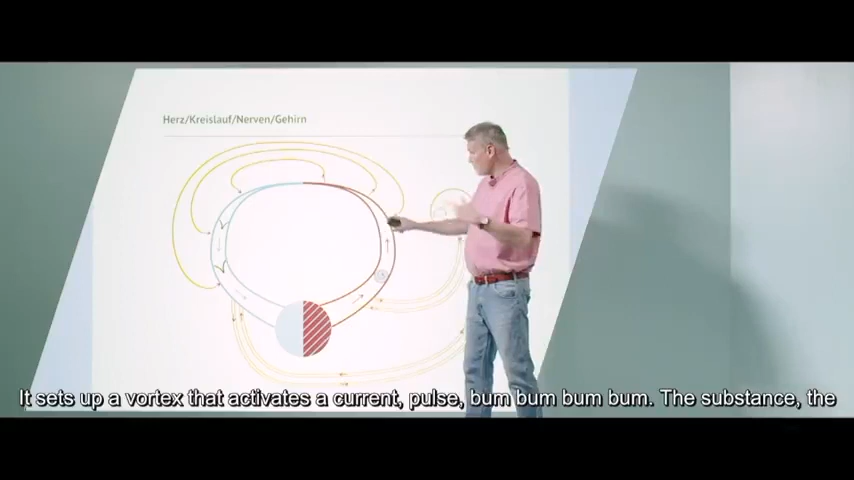 Herz/Kreislauf/Nerven/Gehirn
It sets up a vortex that activates a current, pulse, bum bum bum bum. The substance, the